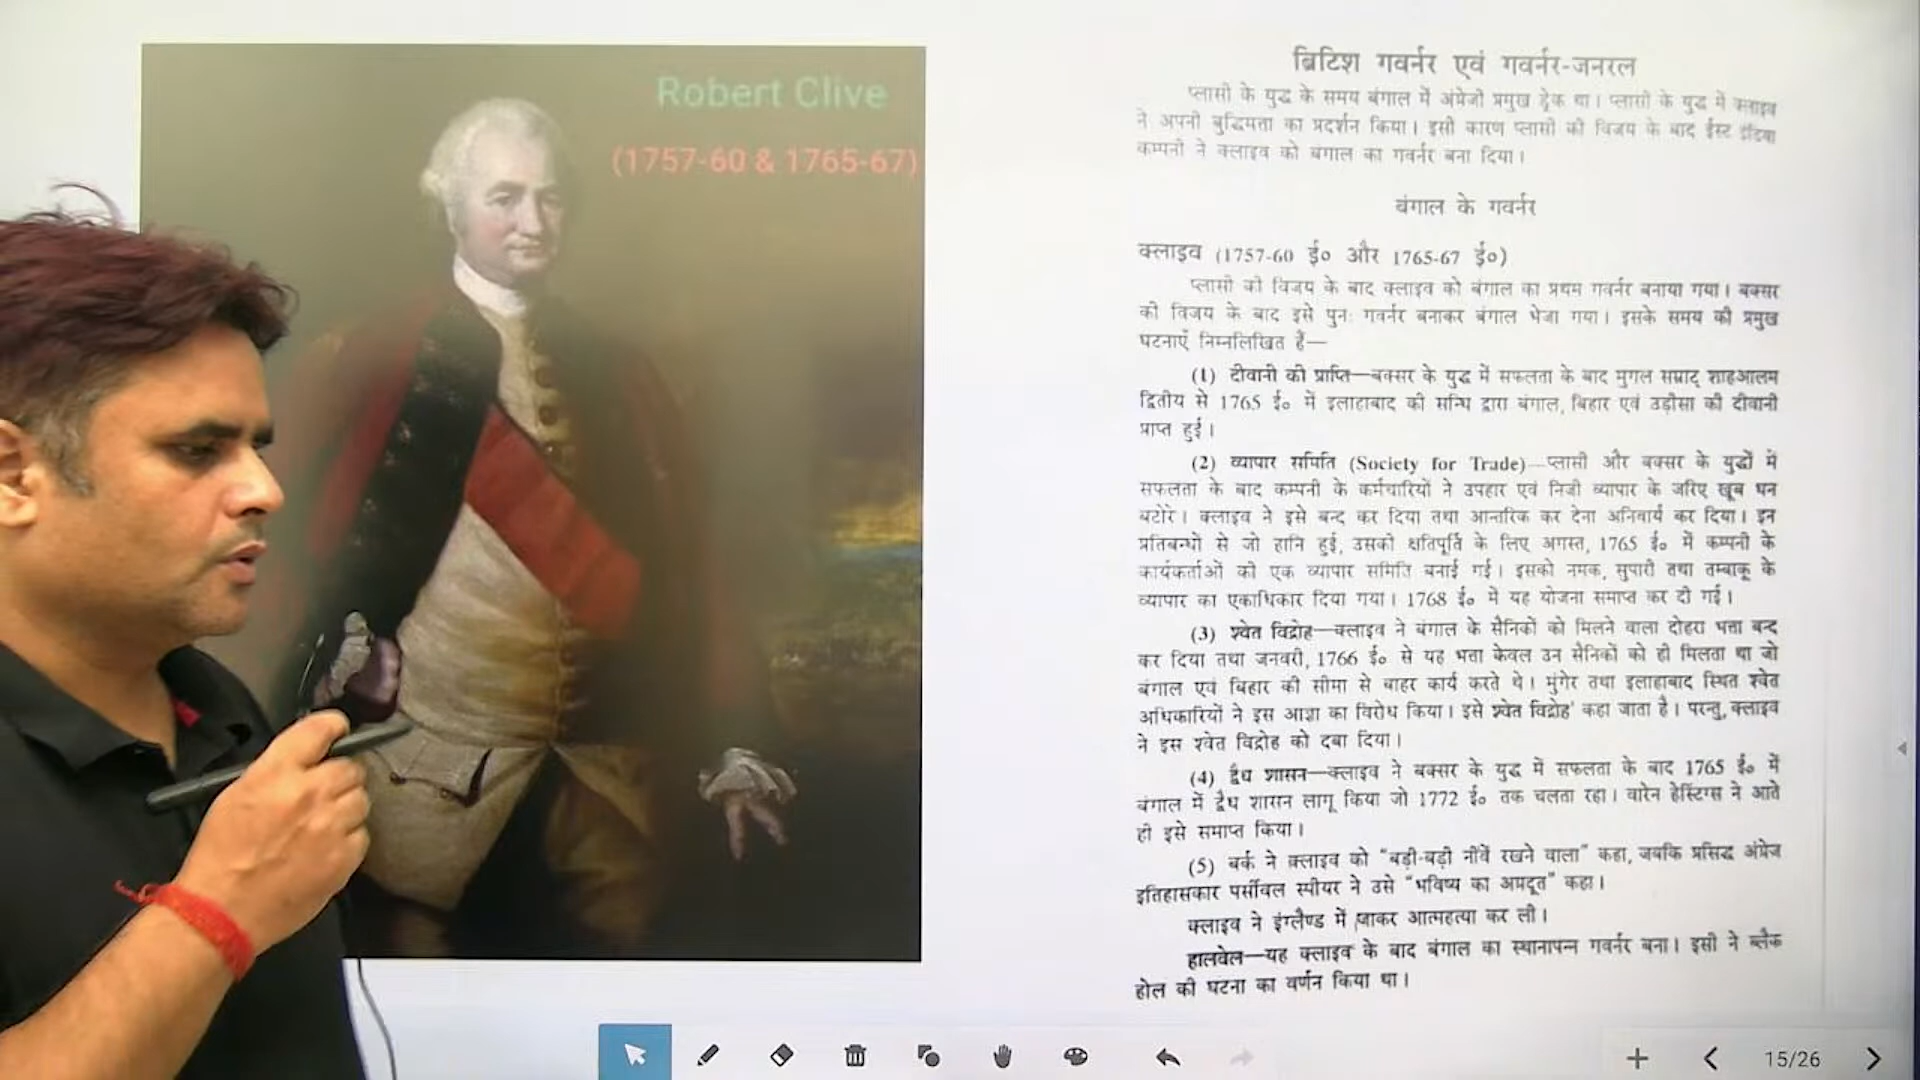 Robert Clive
(1757-60 & 1765-67)
ब्रिटिश गवर्नर एवं गवर्नर-जनरल
प्लासी के युद्ध के समय बंगाल में अंग्रेजी प्रमुख ड्रेक था। प्लासी के युद्ध में क्लाइव
ने अपनी बुद्धिमता का प्रदर्शन किया। इसी कारण प्लासी की विजय के बाद ईस्ट इंडिया
कम्पनी ने क्लाइव को बंगाल का गवर्नर बना दिया।
बंगाल के गवर्नर
क्लाइव (1757-60 ई० और 1765-67 ई०)
प्लासी की विजय के बाद क्लाइव को बंगाल का प्रथम गवर्नर बनाया गया। बक्सर
की विजय के बाद इसे पुनः गवर्नर बनाकर बंगाल भेजा गया। इसके समय की प्रमुख
घटनाएँ निम्नलिखित हैं—
(1) दीवानी की प्राप्ति—बक्सर के युद्ध में सफलता के बाद मुगल सम्राट् शाहआलम
द्वितीय से 1765 ई० में इलाहाबाद की सन्धि द्वारा बंगाल, बिहार एवं उड़ीसा की दीवानी
प्राप्त हुई।
(2) व्यापार समिति (Society for Trade)—प्लासी और बक्सर के युद्धों में
सफलता के बाद कम्पनी के कर्मचारियों ने उपहार एवं निजी व्यापार के जरिए खूब धन
बटोरे। क्लाइव ने इसे बन्द कर दिया तथा आन्तरिक कर देना अनिवार्य कर दिया। इन
प्रतिबन्धों से जो हानि हुई, उसकी क्षतिपूर्ति के लिए अगस्त, 1765 ई० में कम्पनी के
कार्यकर्ताओं की एक व्यापार समिति बनाई गई। इसको नमक, सुपारी तथा तम्बाकू के
व्यापार का एकाधिकार दिया गया। 1768 ई० में यह योजना समाप्त कर दी गई।
(3) श्वेत विद्रोह—क्लाइव ने बंगाल के सैनिकों को मिलने वाला दोहरा भत्ता बन्द
कर दिया तथा जनवरी, 1766 ई० से यह भत्ता केवल उन सैनिकों को ही मिलता था जो
बंगाल एवं बिहार की सीमा से बाहर कार्य करते थे। मुंगेर तथा इलाहाबाद स्थित श्वेत
अधिकारियों ने इस आज्ञा का विरोध किया। इसे श्वेत विद्रोह' कहा जाता है। परन्तु, क्लाइव
ने इस श्वेत विद्रोह को दबा दिया।
(4) द्वैध शासन—क्लाइव ने बक्सर के युद्ध में सफलता के बाद 1765 ई० में
बंगाल में द्वैध शासन लागू किया जो 1772 ई० तक चलता रहा। वारेन हेस्टिंग्स ने आते
ही इसे समाप्त किया।
(5) बर्क ने क्लाइव को "बड़ी-बड़ी नीवें रखने वाला" कहा, जबकि प्रसिद्ध अंग्रेज
इतिहासकार पर्सीवल स्पीयर ने उसे "भविष्य का अग्रदूत" कहा।
क्लाइव ने इंग्लैण्ड में जाकर आत्महत्या कर ली।
हालवेल—यह क्लाइव के बाद बंगाल का स्थानापन्न गवर्नर बना। इसी ने ब्लैक
होल की घटना का वर्णन किया था।
15/26